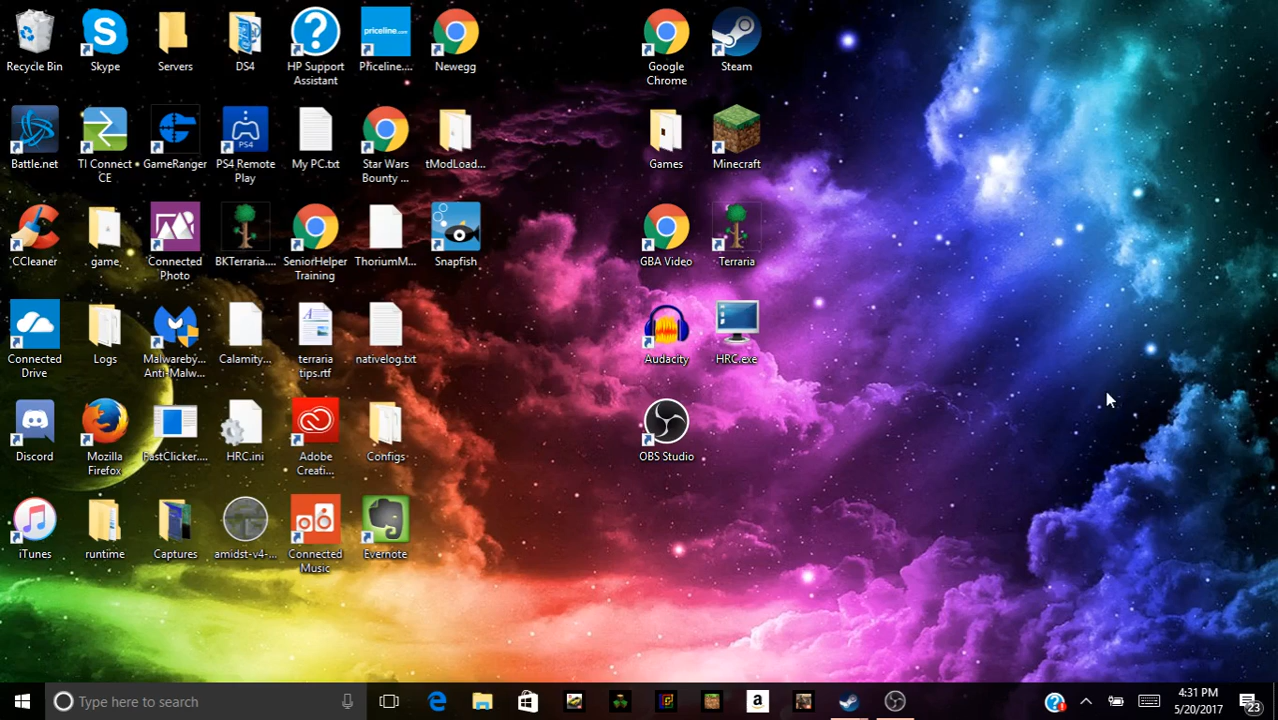 Recycle Bin
Skype
Servers
DS4
HP Support
Assistant
priceline.com
Priceline....
Newegg
Google
Chrome
Steam
Battle.net
TI Connect
CE
GameRanger
PS4
PS4 Remote
Play
My PC.txt
Star Wars
Bounty ...
tModLoad...
Games
Minecraft
CCleaner
game
Connected
Photo
BKTerraria....
SeniorHelper
Training
ThoriumM...
Snapfish
GBA Video
Terraria
Connected
Drive
Logs
Malwareby...
Anti-Malw...
Calamity...
terraria
tips.rtf
nativelog.txt
Audacity
HRC.exe
Discord
Mozilla
Firefox
FastClicker....
HRC.ini
Adobe
Creati...
Configs
OBS Studio
iTunes
runtime
Captures
amidst-v4-...
Connected
Music
Evernote
Type here to search
4:31 PM
5/20/2017
23